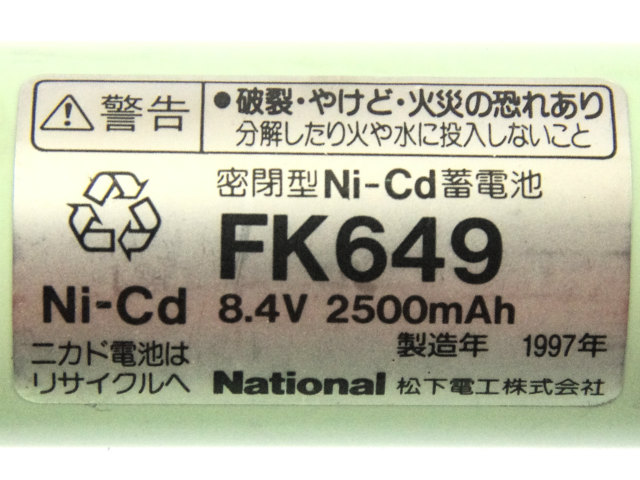 警告
•破裂・やけど・火災の恐れあり
分解したり火や水に投入しないこと
密閉型Ni-Cd蓄電池
FK649
Ni-Cd 8.4V 2500mAh
製造年 1997年
ニカド電池は
リサイクルへ
National 松下電工株式会社